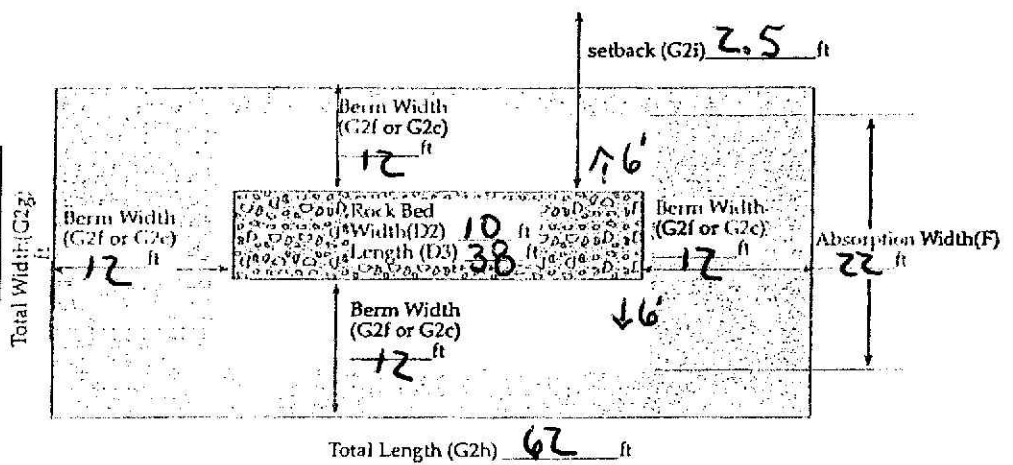 setback (G2i) 2.5 ft
Berm Width
(G2f or G2c)
12 ft
↑6'
Total Width (G2g)
ft
Berm Width
(G2f or G2c)
12 ft
Rock Bed
Width(D2) 10 ft
Length (D3) 38 ft
Berm Width
(G2f or G2c)
12 ft
Absorption Width(F)
22 ft
Berm Width
(G2f or G2c)
12 ft
↓6'
Total Length (G2h) 62 ft